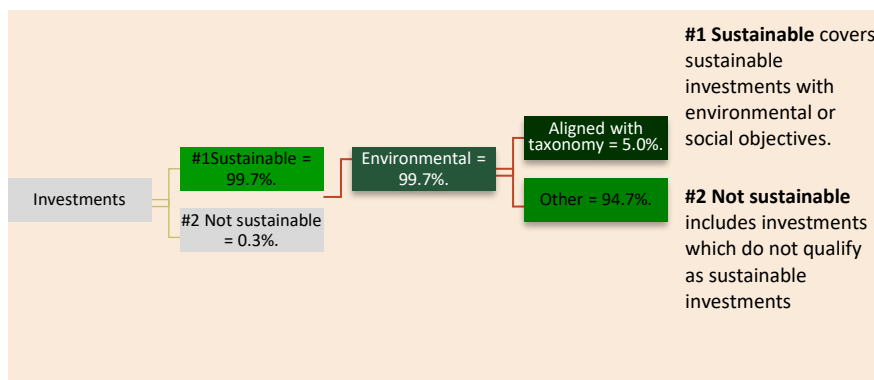 Investments
#1Sustainable =
99.7%.
#2 Not sustainable
= 0.3%.
Environmental =
99.7%.
Aligned with
taxonomy = 5.0%.
Other = 94.7%.
#1 Sustainable covers
sustainable
investments with
environmental or
social objectives.
#2 Not sustainable
includes investments
which do not qualify
as sustainable
investments